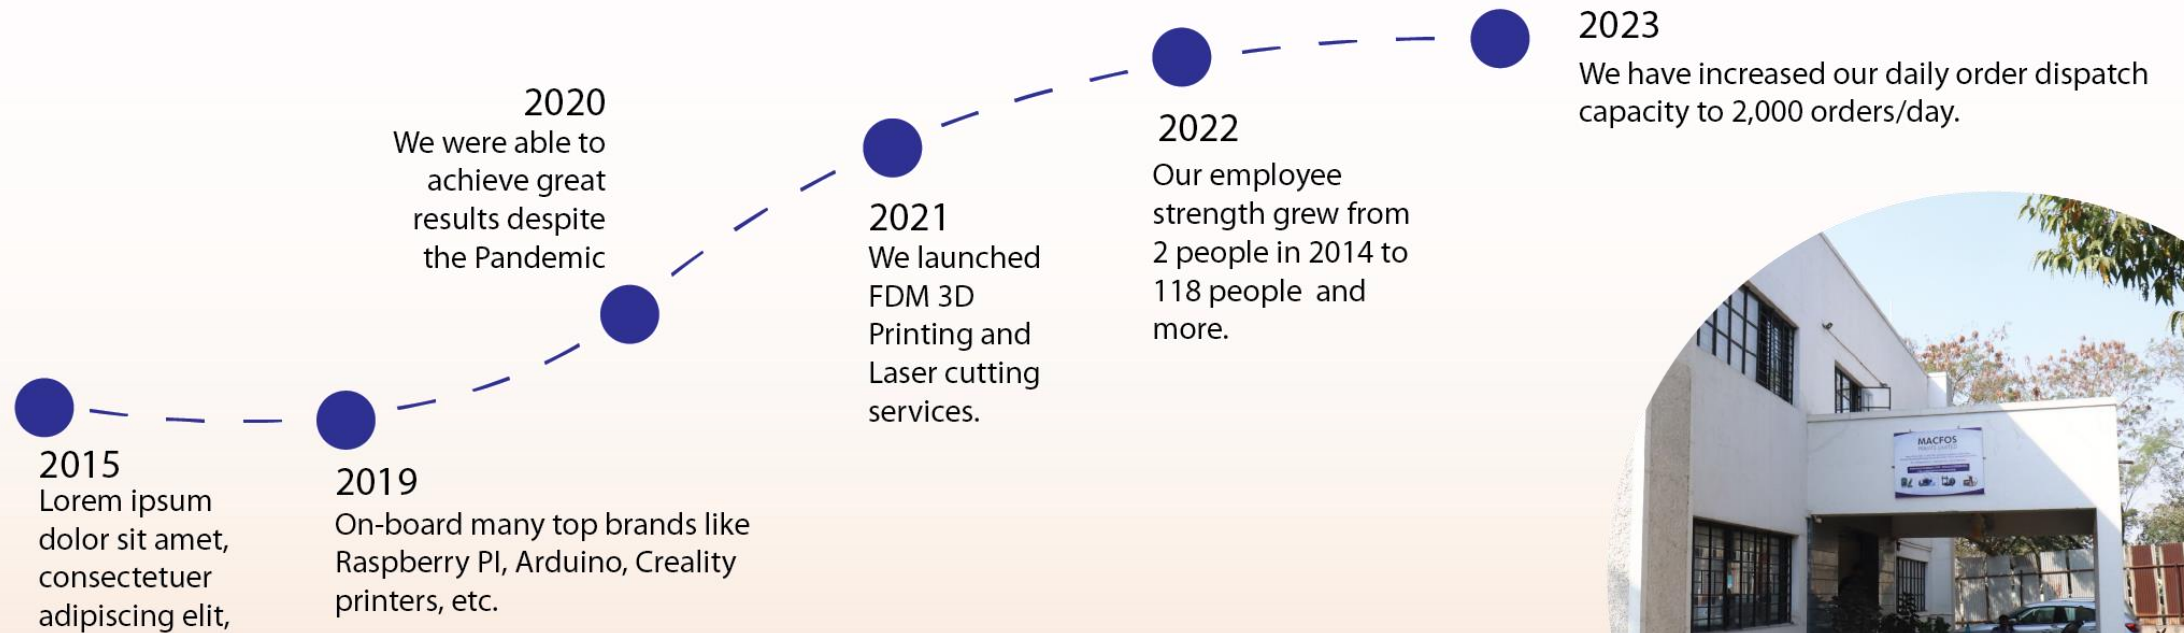 2015
Lorem ipsum
dolor sit amet,
consectetuer
adipiscing elit,
2019
On-board many top brands like
Raspberry PI, Arduino, Creality
printers, etc.
2020
We were able to
achieve great
results despite
the Pandemic
2021
We launched
FDM 3D
Printing and
Laser cutting
services.
2022
Our employee
strength grew from
2 people in 2014 to
118 people  and
more.
2023
We have increased our daily order dispatch
capacity to 2,000 orders/day.
MACFOS